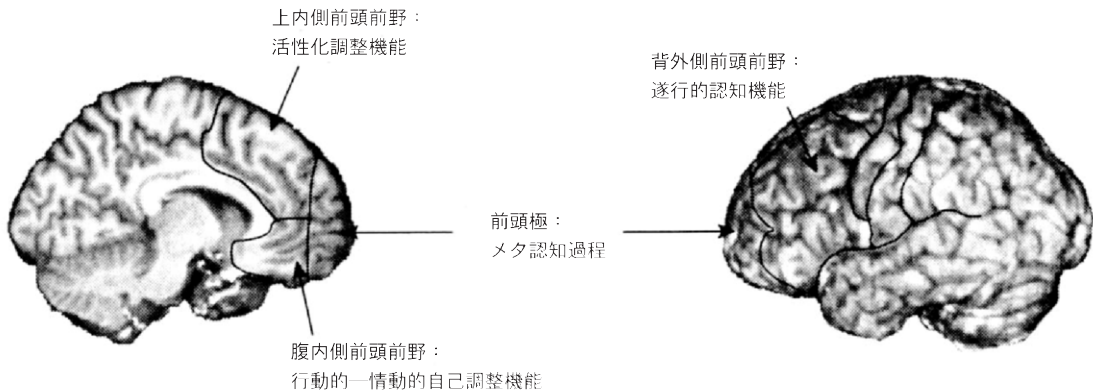 上内側前頭前野：
活性化調整機能
背外側前頭前野：
遂行的認知機能
前頭極：
メタ認知過程
腹内側前頭前野：
行動的―情動的自己調整機能